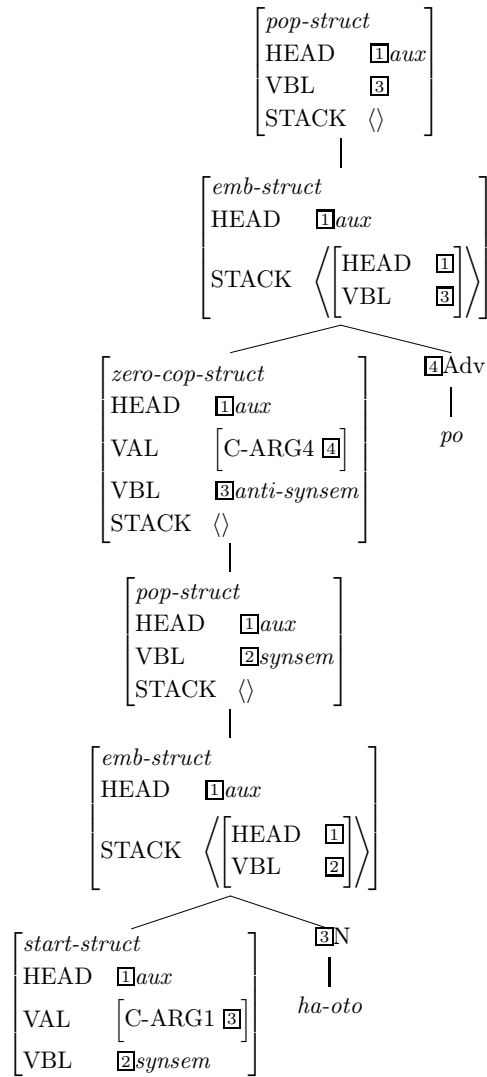 pop-struct
HEAD 1 aux
VBL 3
STACK ⟨⟩
emb-struct
HEAD 1 aux
STACK ⟨[HEAD 1
VBL 3]⟩
zero-cop-struct
HEAD 1 aux
VAL [C-ARG4 4]
VBL 3 anti-synsem
STACK ⟨⟩
4 Adv
po
pop-struct
HEAD 1 aux
VBL 2 synsem
STACK ⟨⟩
emb-struct
HEAD 1 aux
STACK ⟨[HEAD 1
VBL 2]⟩
start-struct
HEAD 1 aux
VAL [C-ARG1 3]
VBL 2 synsem
3 N
ha-oto